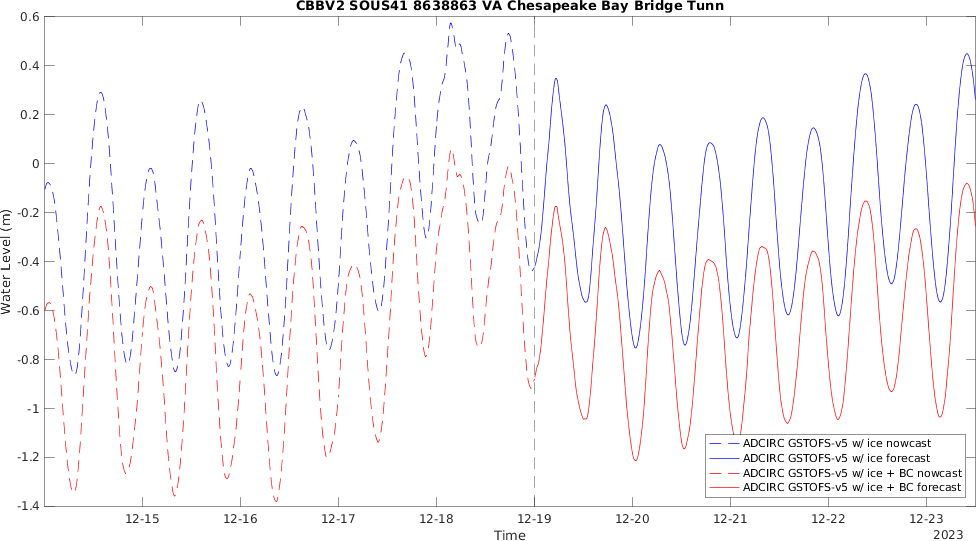 CBBV2 SOUS41 8638863 VA Chesapeake Bay Bridge Tunn
Water Level (m)
0.6
0.4
0.2
0
-0.2
-0.4
-0.6
-0.8
-1
-1.2
-1.4
ADCIRC GSTOFS-v5 w/ ice nowcast
ADCIRC GSTOFS-v5 w/ ice forecast
ADCIRC GSTOFS-v5 w/ ice + BC nowcast
ADCIRC GSTOFS-v5 w/ ice + BC forecast
12-15 12-16 12-17 12-18 12-19 12-20 12-21 12-22 12-23
Time
2023